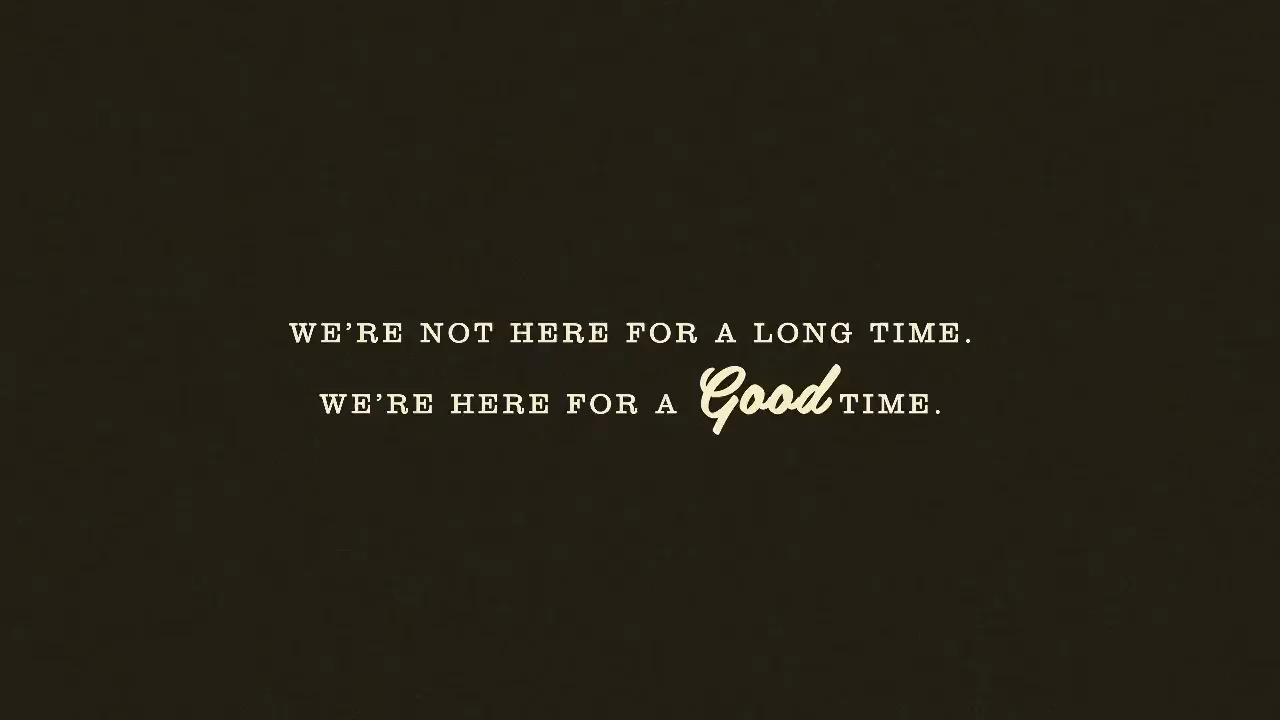 WE’RE NOT HERE FOR A LONG TIME.
WE’RE HERE FOR A Good TIME.